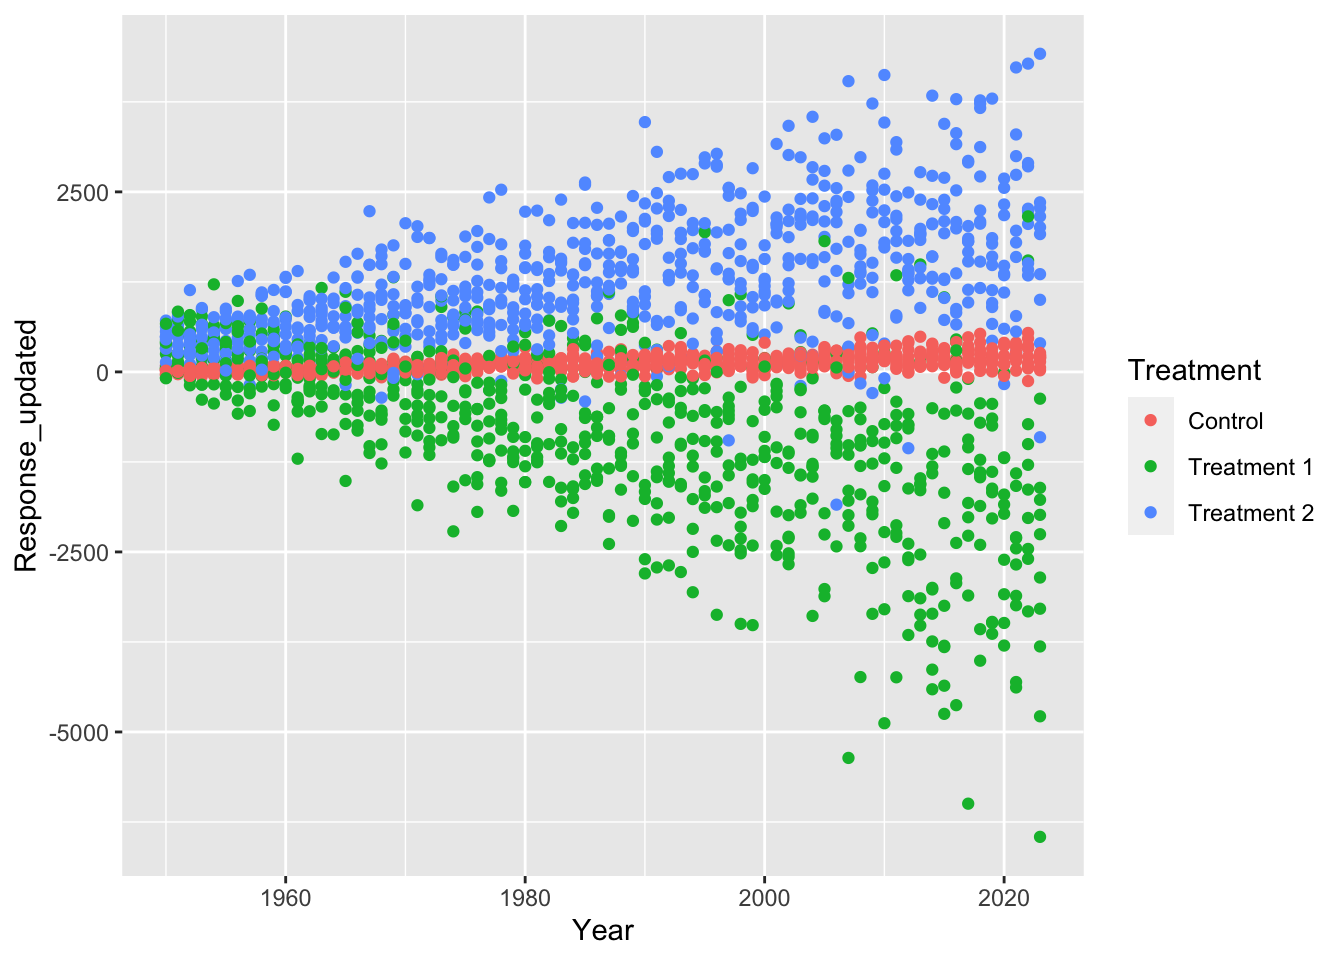 Response_updated
2500
0
-2500
-5000
1960 1980 2000 2020
Year
Treatment
Control
Treatment 1
Treatment 2